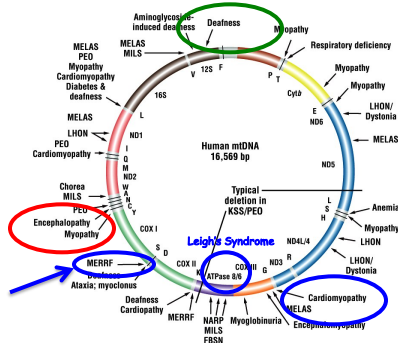 Aminoglycoside-
induced deafness
Deafness
Myopathy
Respiratory deficiency
MELAS
MILS
MELAS
PEO
Myopathy
Cardiomyopathy
Diabetes &
deafness
V
12S
F
P
T
Cytb
Myopathy
Myopathy
16S
E
ND6
LHON/
Dystonia
L
MELAS
ND1
LHON
Human mtDNA
16,569 bp
MELAS
ND5
PEO
Cardiomyopathy
I
Q
M
ND2
Typical
deletion in
KSS/PEO
Chorea
MILS
W
A
N
C
Y
PEO
L
S
H
Anemia
Myopathy
Encephalopathy
Myopathy
COX I
LHON
ND4L/4
Leigh's Syndrome
S
D
R
ND3
G
COX III
ATPase 8/6
K
COX II
LHON/
Dystonia
MERRF
Deafness
Ataxia; myoclonus
Cardiomyopathy
MELAS
Encephalomyopathy
Deafness
Cardiopathy
MERRF
NARP
MILS
FBSN
Myoglobinuria